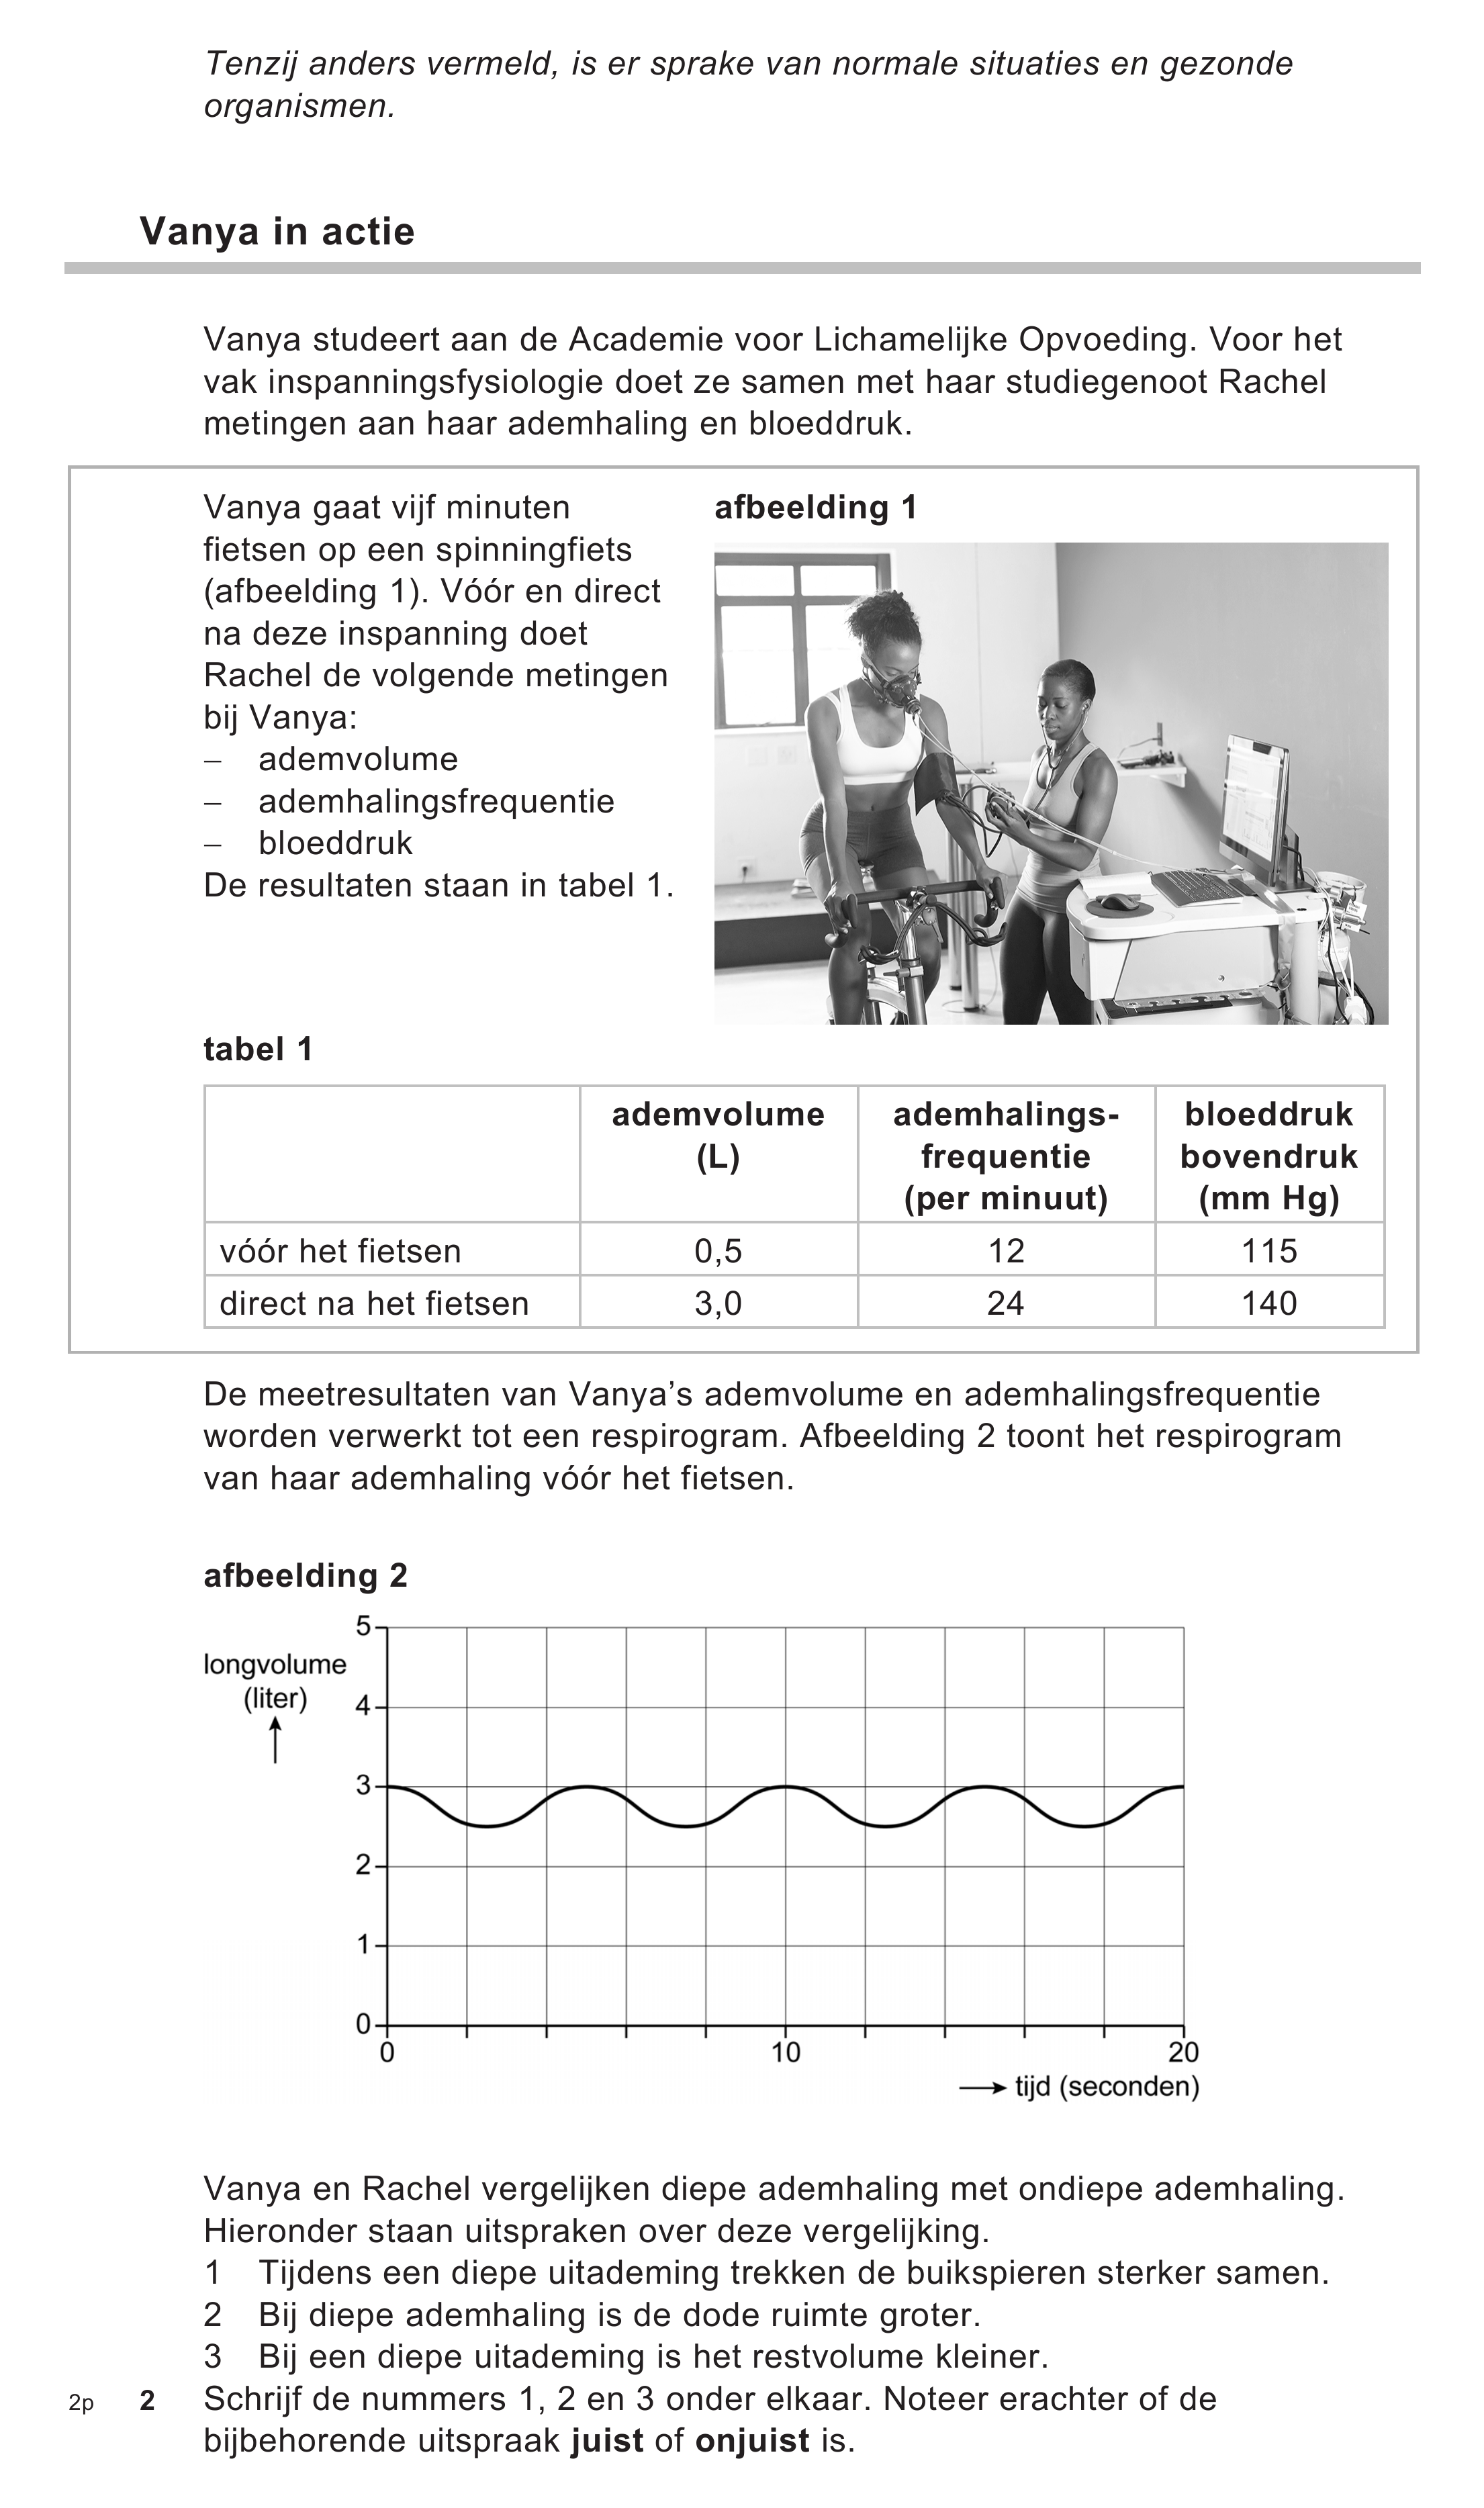 Tenzij anders vermeld, is er sprake van normale situaties en gezonde
organismen.
Vanya in actie
Vanya studeert aan de Academie voor Lichamelijke Opvoeding. Voor het
vak inspanningsfysiologie doet ze samen met haar studiegenoot Rachel
metingen aan haar ademhaling en bloeddruk.
Vanya gaat vijf minuten
fietsen op een spinningfiets
(afbeelding 1). Vóór en direct
na deze inspanning doet
Rachel de volgende metingen
bij Vanya:
– ademvolume
– ademhalingsfrequentie
– bloeddruk
De resultaten staan in tabel 1.
afbeelding 1
tabel 1
ademvolume
(L)
ademhalings-
frequentie
(per minuut)
bloeddruk
bovendruk
(mm Hg)
vóór het fietsen 0,5 12 115
direct na het fietsen 3,0 24 140
De meetresultaten van Vanya’s ademvolume en ademhalingsfrequentie
worden verwerkt tot een respirogram. Afbeelding 2 toont het respirogram
van haar ademhaling vóór het fietsen.
afbeelding 2
longvolume
(liter)
5
4
3
2
1
0
0 10 20
tijd (seconden)
Vanya en Rachel vergelijken diepe ademhaling met ondiepe ademhaling.
Hieronder staan uitspraken over deze vergelijking.
1 Tijdens een diepe uitademing trekken de buikspieren sterker samen.
2 Bij diepe ademhaling is de dode ruimte groter.
3 Bij een diepe uitademing is het restvolume kleiner.
2p 2 Schrijf de nummers 1, 2 en 3 onder elkaar. Noteer erachter of de
bijbehorende uitspraak juist of onjuist is.